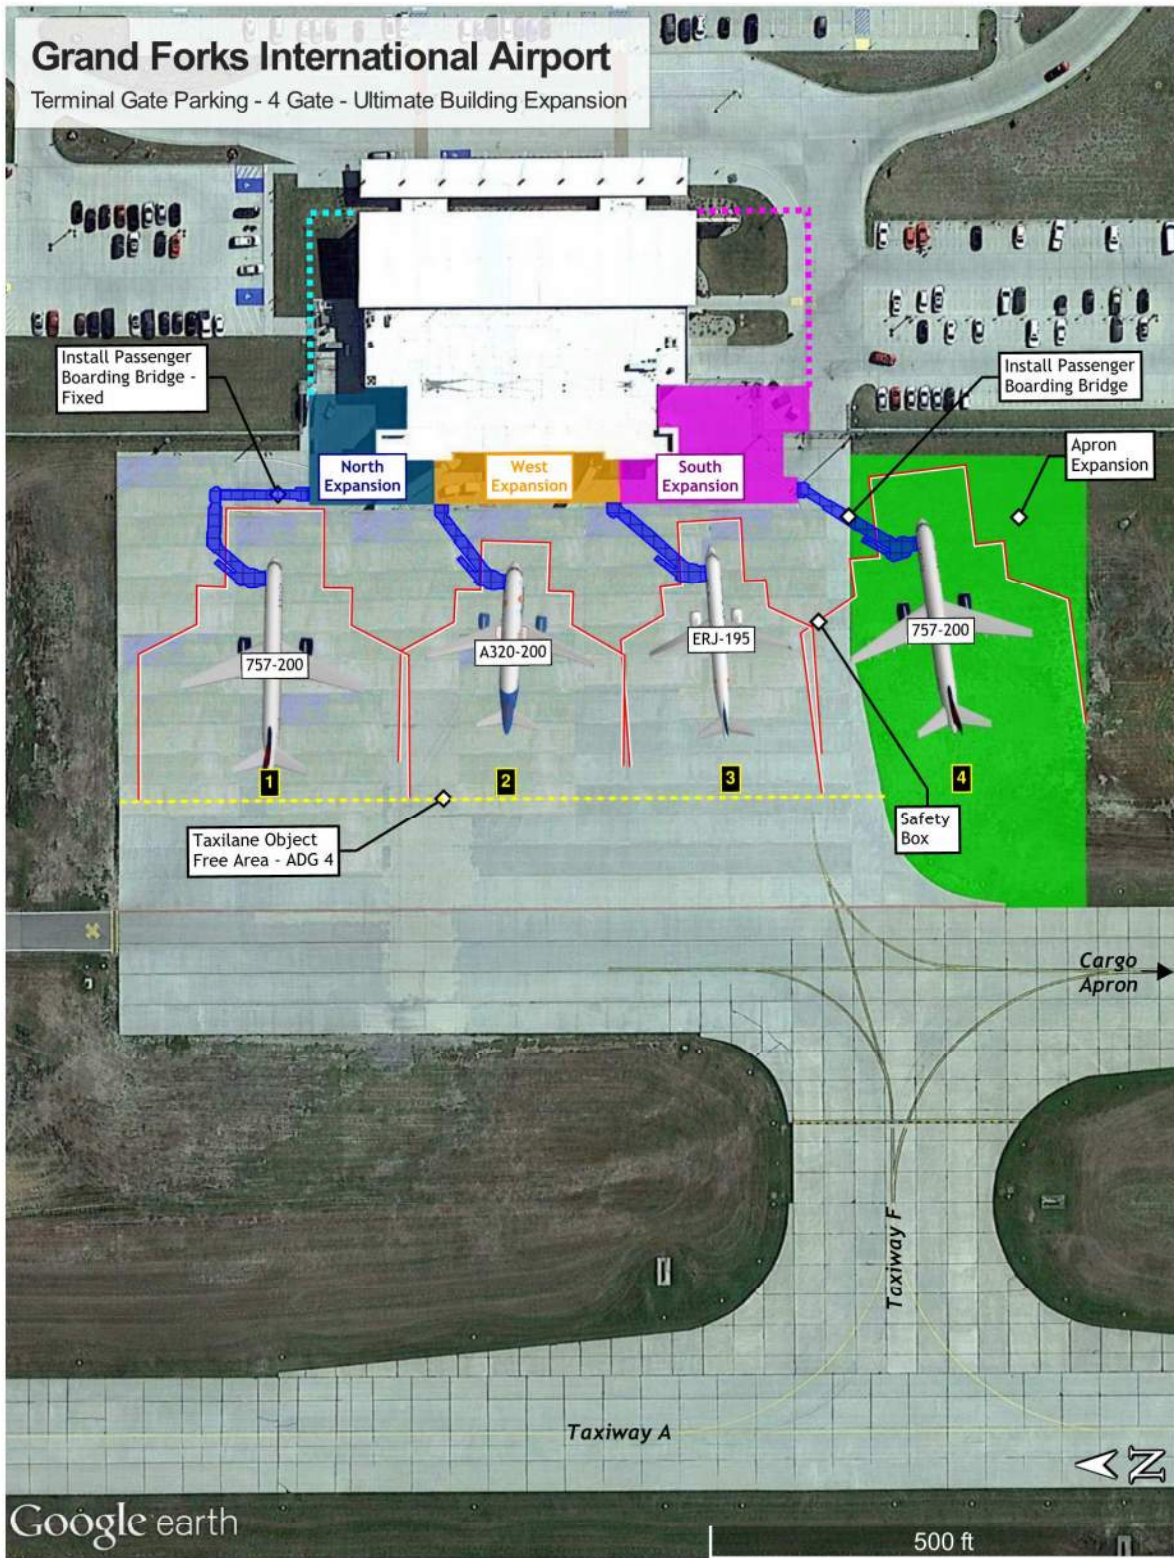 Grand Forks International Airport
Terminal Gate Parking - 4 Gate - Ultimate Building Expansion
Install Passenger
Boarding Bridge -
Fixed
Install Passenger
Boarding Bridge
Apron
Expansion
North
Expansion
West
Expansion
South
Expansion
757-200
A320-200
ERJ-195
757-200
1
2
3
4
Taxilane Object
Free Area - ADG 4
Safety
Box
Cargo
Apron
Taxiway F
Taxiway A
N
Google earth
500 ft